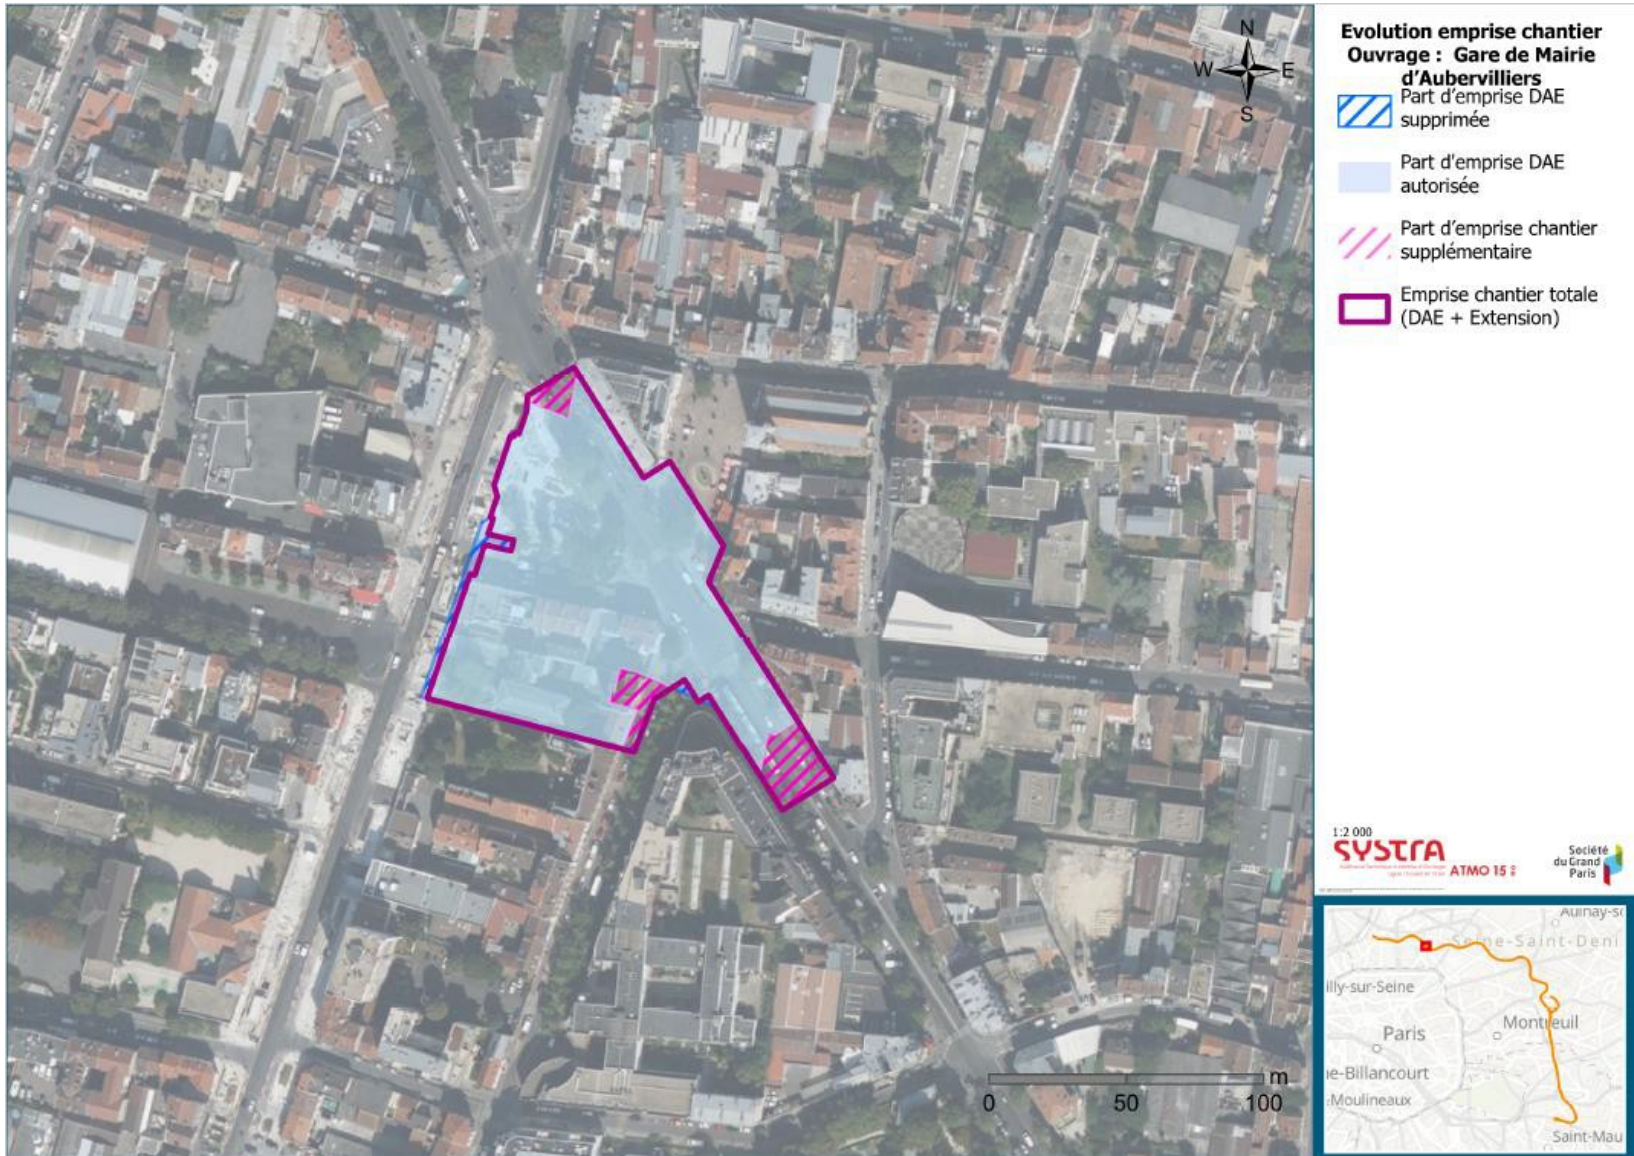 Evolution emprise chantier
Ouvrage : Gare de Mairie
d'Aubervilliers
Part d'emprise DAE
supprimée
Part d'emprise DAE
autorisée
Part d'emprise chantier
supplémentaire
Emprise chantier totale
(DAE + Extension)
N
W E
S
1:2 000
SYSTRA
ATMO 15
Société
du Grand
Paris
m
0 50 100
Aulnay-s
Seine-Saint-Deni
illy-sur-Seine
Paris
Montreuil
ne-Billancourt
-Moulineaux
Saint-Mau